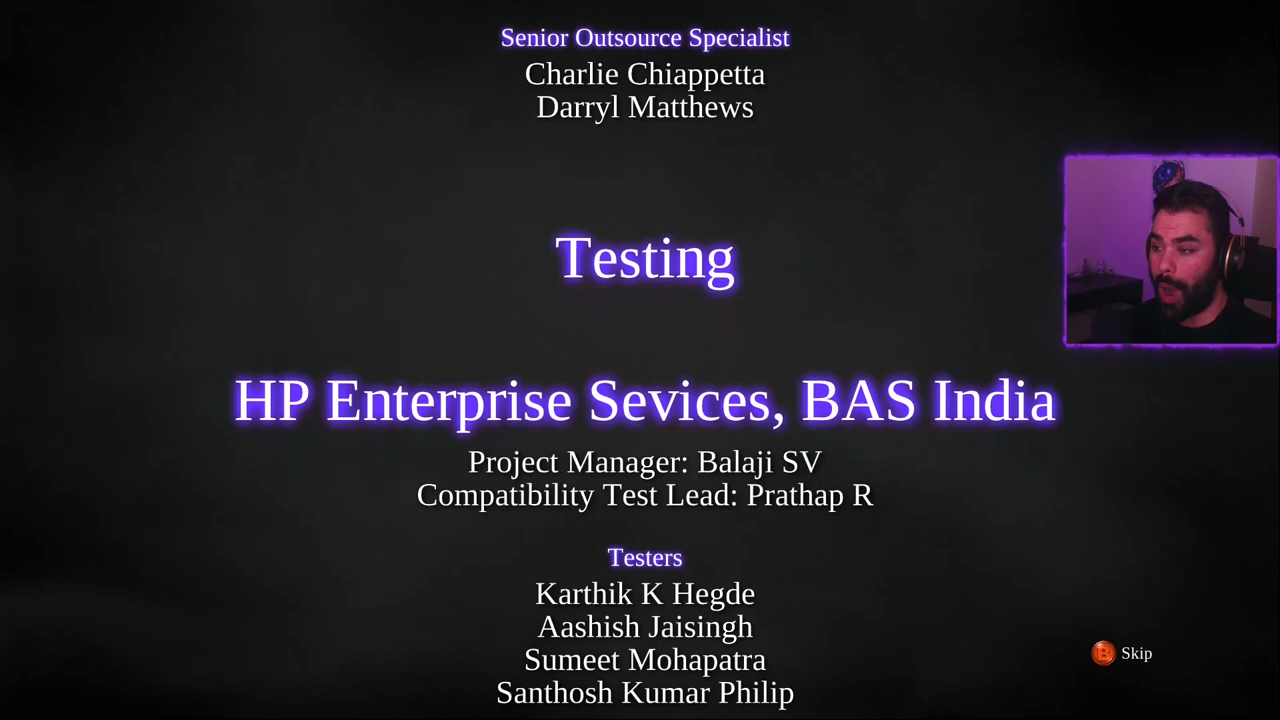 Senior Outsource Specialist
Charlie Chiappetta
Darryl Matthews
Testing
HP Enterprise Sevices, BAS India
Project Manager: Balaji SV
Compatibility Test Lead: Prathap R
Testers
Karthik K Hegde
Aashish Jaisingh
Sumeet Mohapatra
Santhosh Kumar Philip
B Skip